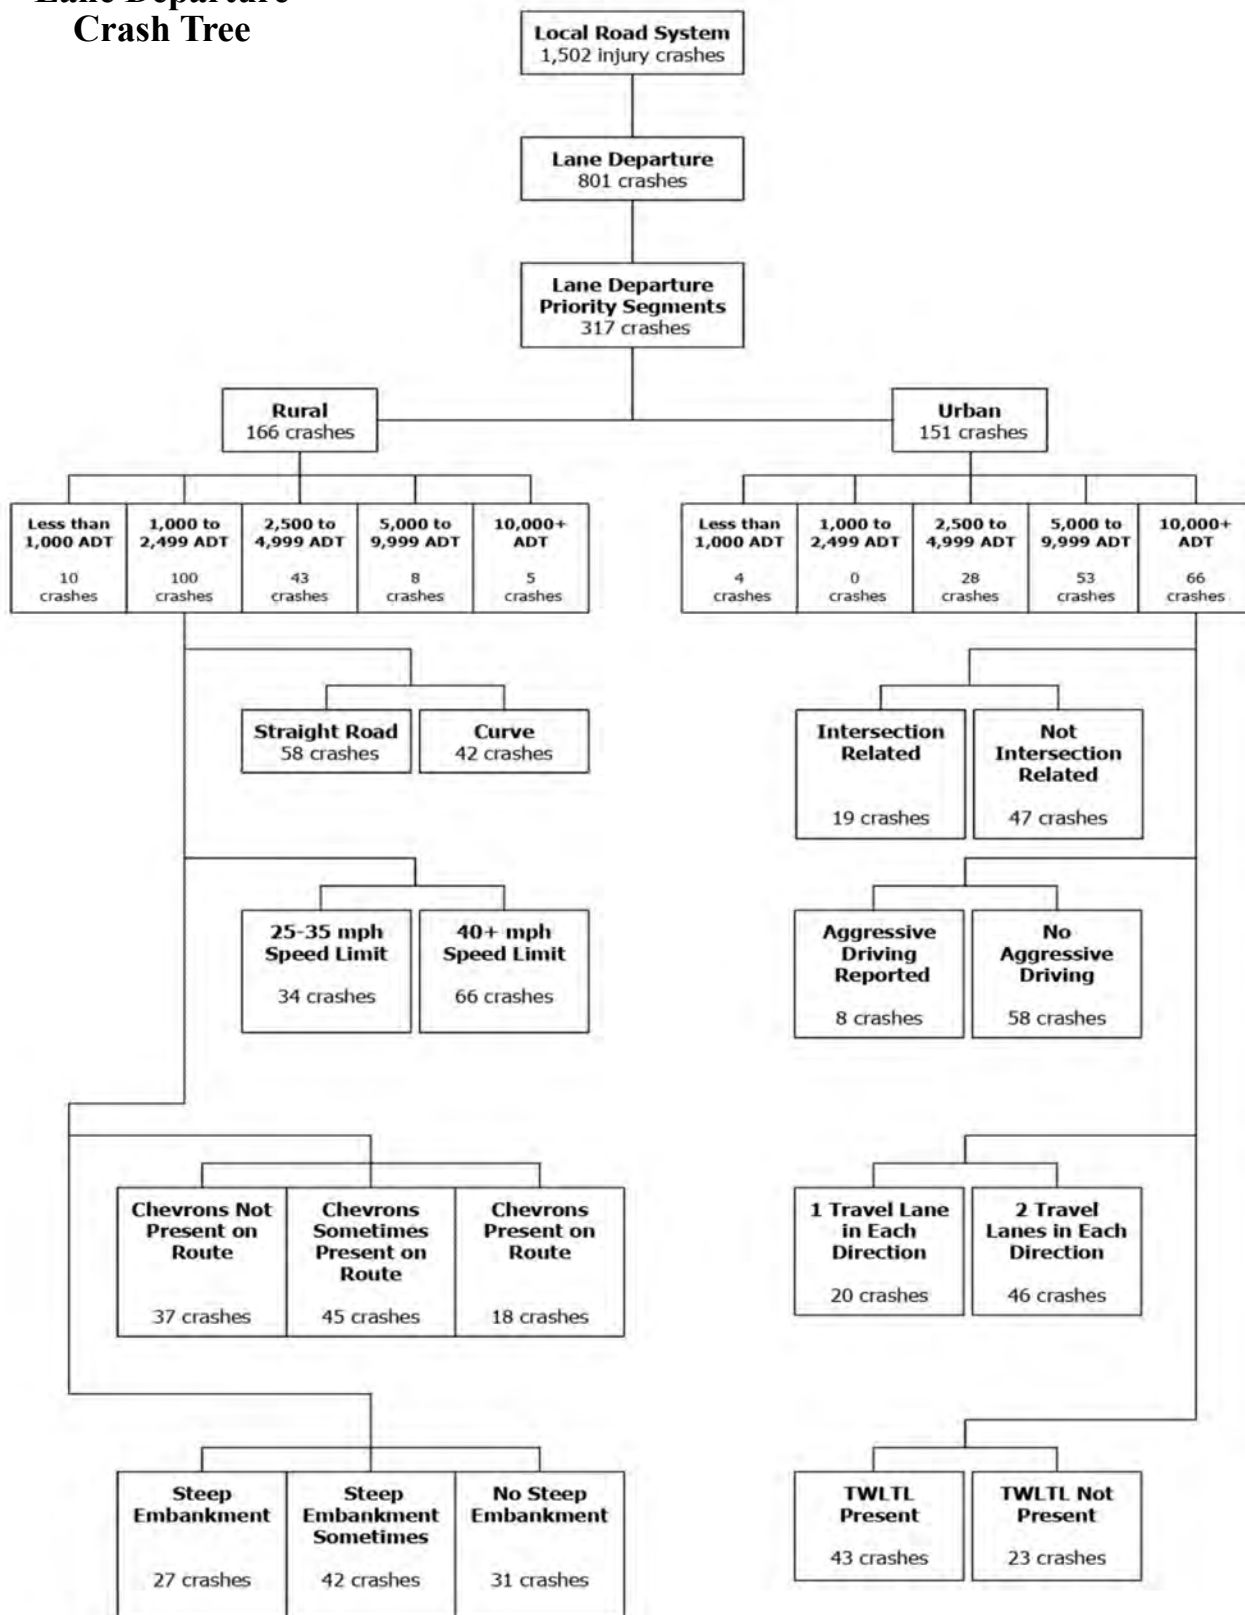 Lane Departure
Crash Tree
Local Road System
1,502 injury crashes
Lane Departure
801 crashes
Lane Departure
Priority Segments
317 crashes
Rural
166 crashes
Urban
151 crashes
Less than
1,000 ADT
10
crashes
1,000 to
2,499 ADT
100
crashes
2,500 to
4,999 ADT
43
crashes
5,000 to
9,999 ADT
8
crashes
10,000+
ADT
5
crashes
Less than
1,000 ADT
4
crashes
1,000 to
2,499 ADT
0
crashes
2,500 to
4,999 ADT
28
crashes
5,000 to
9,999 ADT
53
crashes
10,000+
ADT
66
crashes
Straight Road
58 crashes
Curve
42 crashes
Intersection
Related
19 crashes
Not
Intersection
Related
47 crashes
25-35 mph
Speed Limit
34 crashes
40+ mph
Speed Limit
66 crashes
Aggressive
Driving
Reported
8 crashes
No
Aggressive
Driving
58 crashes
Chevrons Not
Present on
Route
37 crashes
Chevrons
Sometimes
Present on
Route
45 crashes
Chevrons
Present on
Route
18 crashes
1 Travel Lane
in Each
Direction
20 crashes
2 Travel
Lanes in Each
Direction
46 crashes
Steep
Embankment
27 crashes
Steep
Embankment
Sometimes
42 crashes
No Steep
Embankment
31 crashes
TWLTL
Present
43 crashes
TWLTL Not
Present
23 crashes